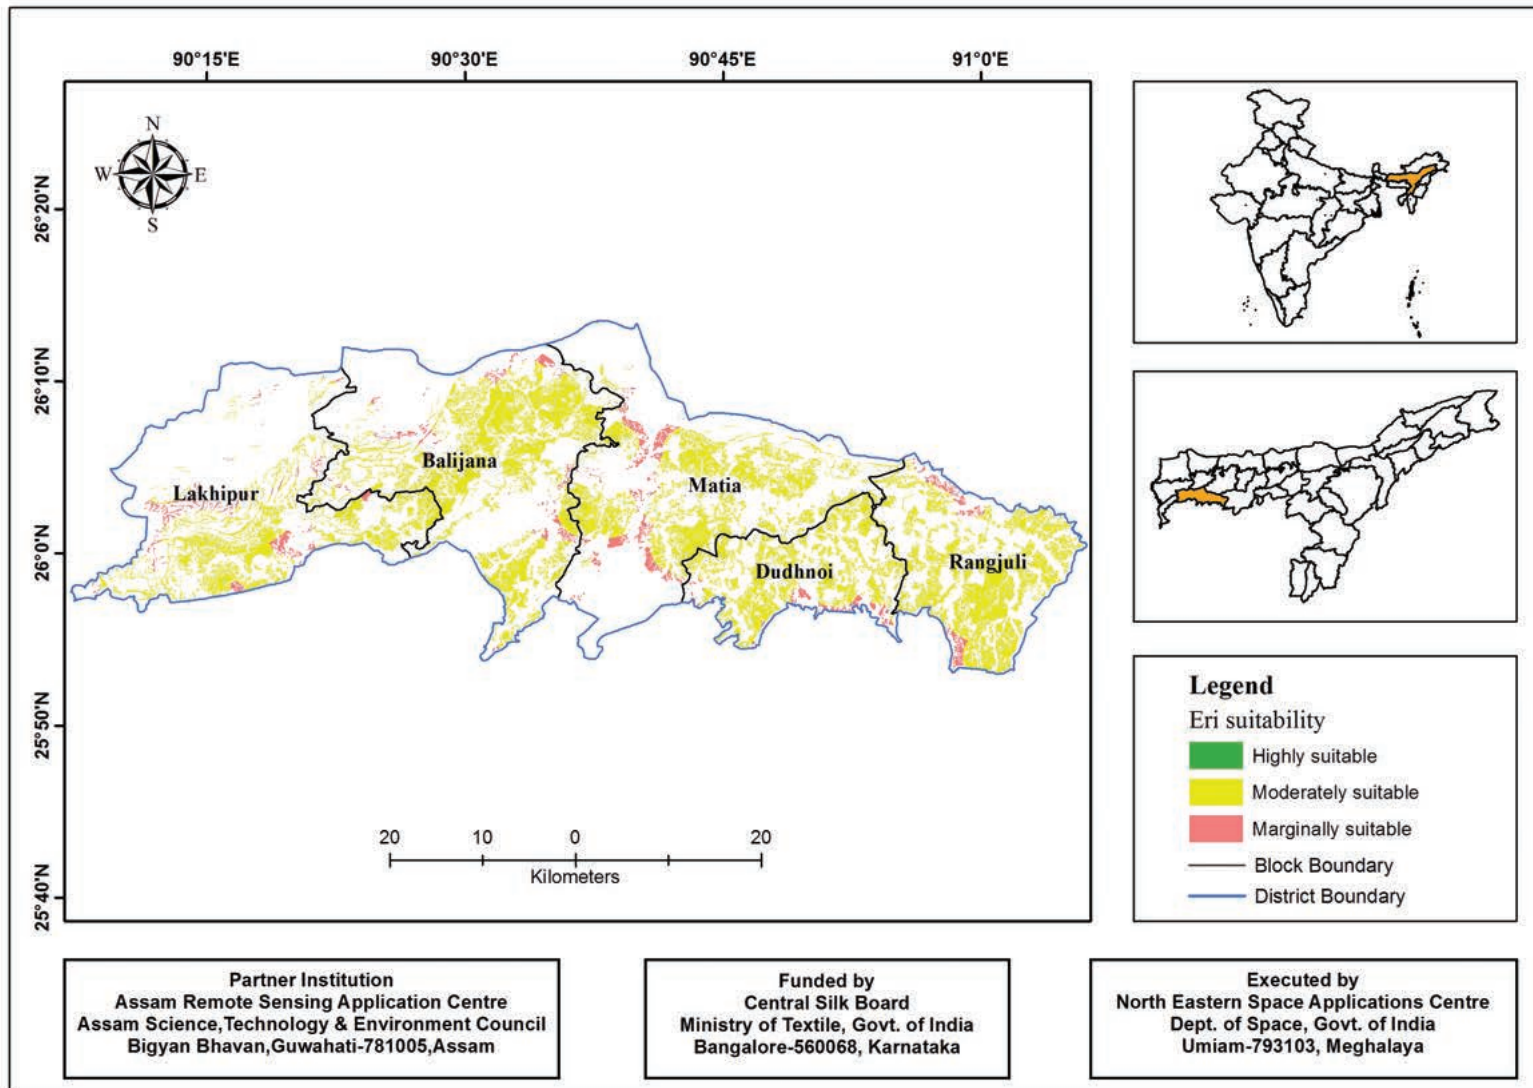 90°15'E
90°30'E
90°45'E
91°0'E
26°20'N
26°10'N
26°0'N
25°50'N
25°40'N
N
W
E
S
Lakhipur
Balijana
Matia
Dudhnoi
Rangjuli
20
10
0
20
Kilometers
Legend
Eri suitability
Highly suitable
Moderately suitable
Marginally suitable
Block Boundary
District Boundary
Partner Institution
Assam Remote Sensing Application Centre
Assam Science,Technology & Environment Council
Bigyan Bhavan,Guwahati-781005,Assam
Funded by
Central Silk Board
Ministry of Textile, Govt. of India
Bangalore-560068, Karnataka
Executed by
North Eastern Space Applications Centre
Dept. of Space, Govt. of India
Umiam-793103, Meghalaya